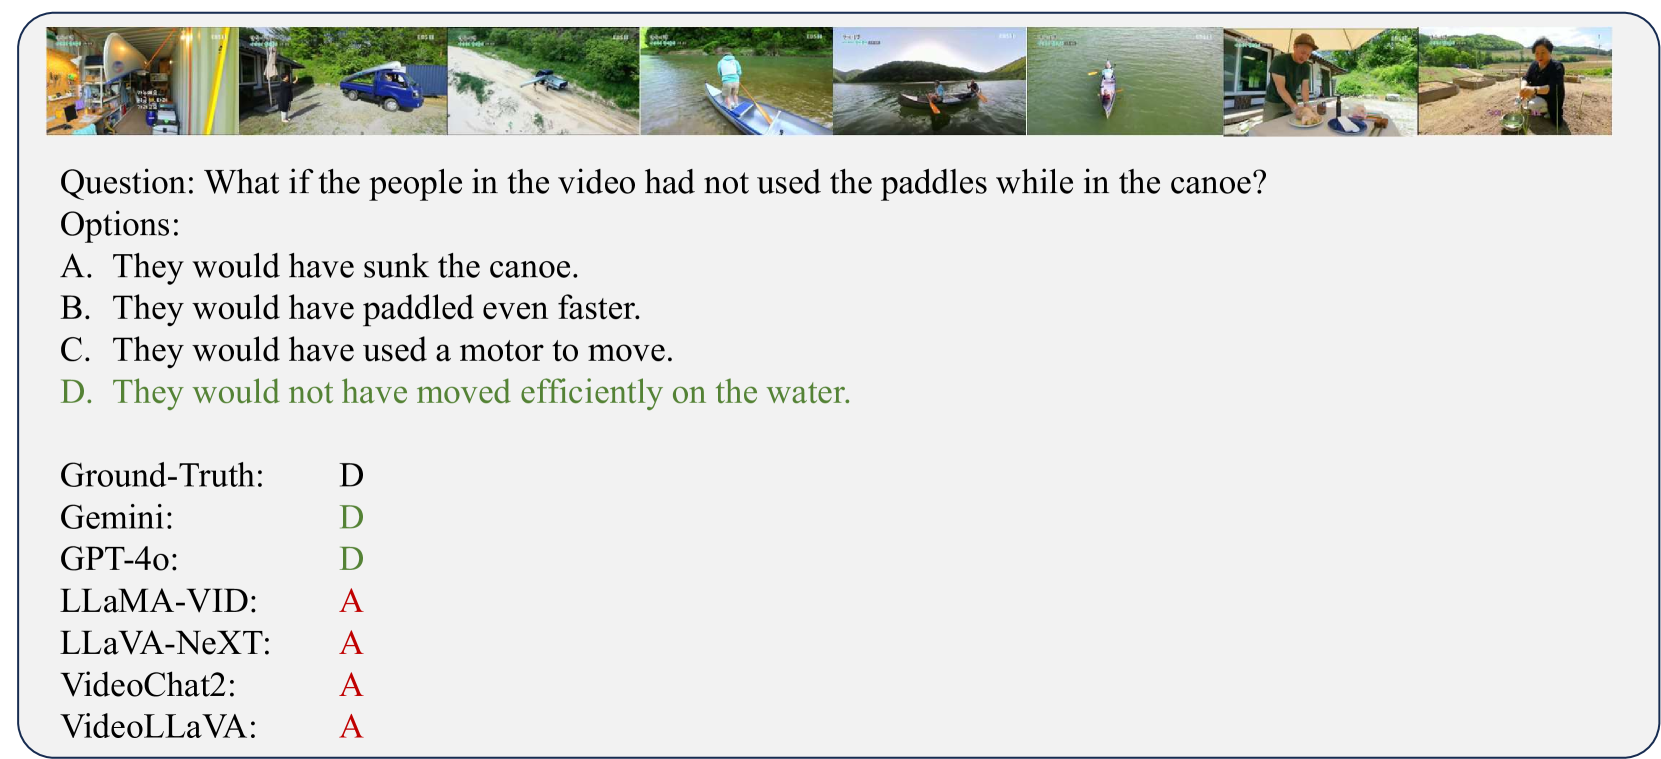 Question: What if the people in the video had not used the paddles while in the canoe?
Options:
A. They would have sunk the canoe.
B. They would have paddled even faster.
C. They would have used a motor to move.
D. They would not have moved efficiently on the water.
Ground-Truth: D
Gemini: D
GPT-4o: D
LLaMA-VID: A
LLaVA-NeXT: A
VideoChat2: A
VideoLLaVA: A